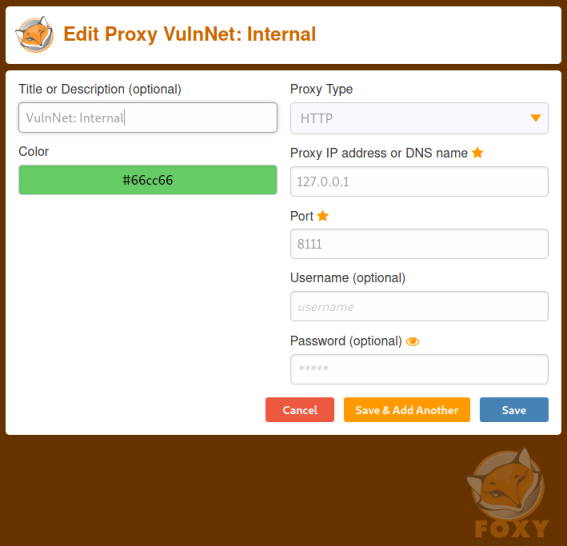 Edit Proxy VulnNet: Internal
Title or Description (optional)
VulnNet: Internal
Color
#66cc66
Proxy Type
HTTP
Proxy IP address or DNS name
127.0.0.1
Port
8111
Username (optional)
username
Password (optional)
*****
Cancel
Save & Add Another
Save
FOXY